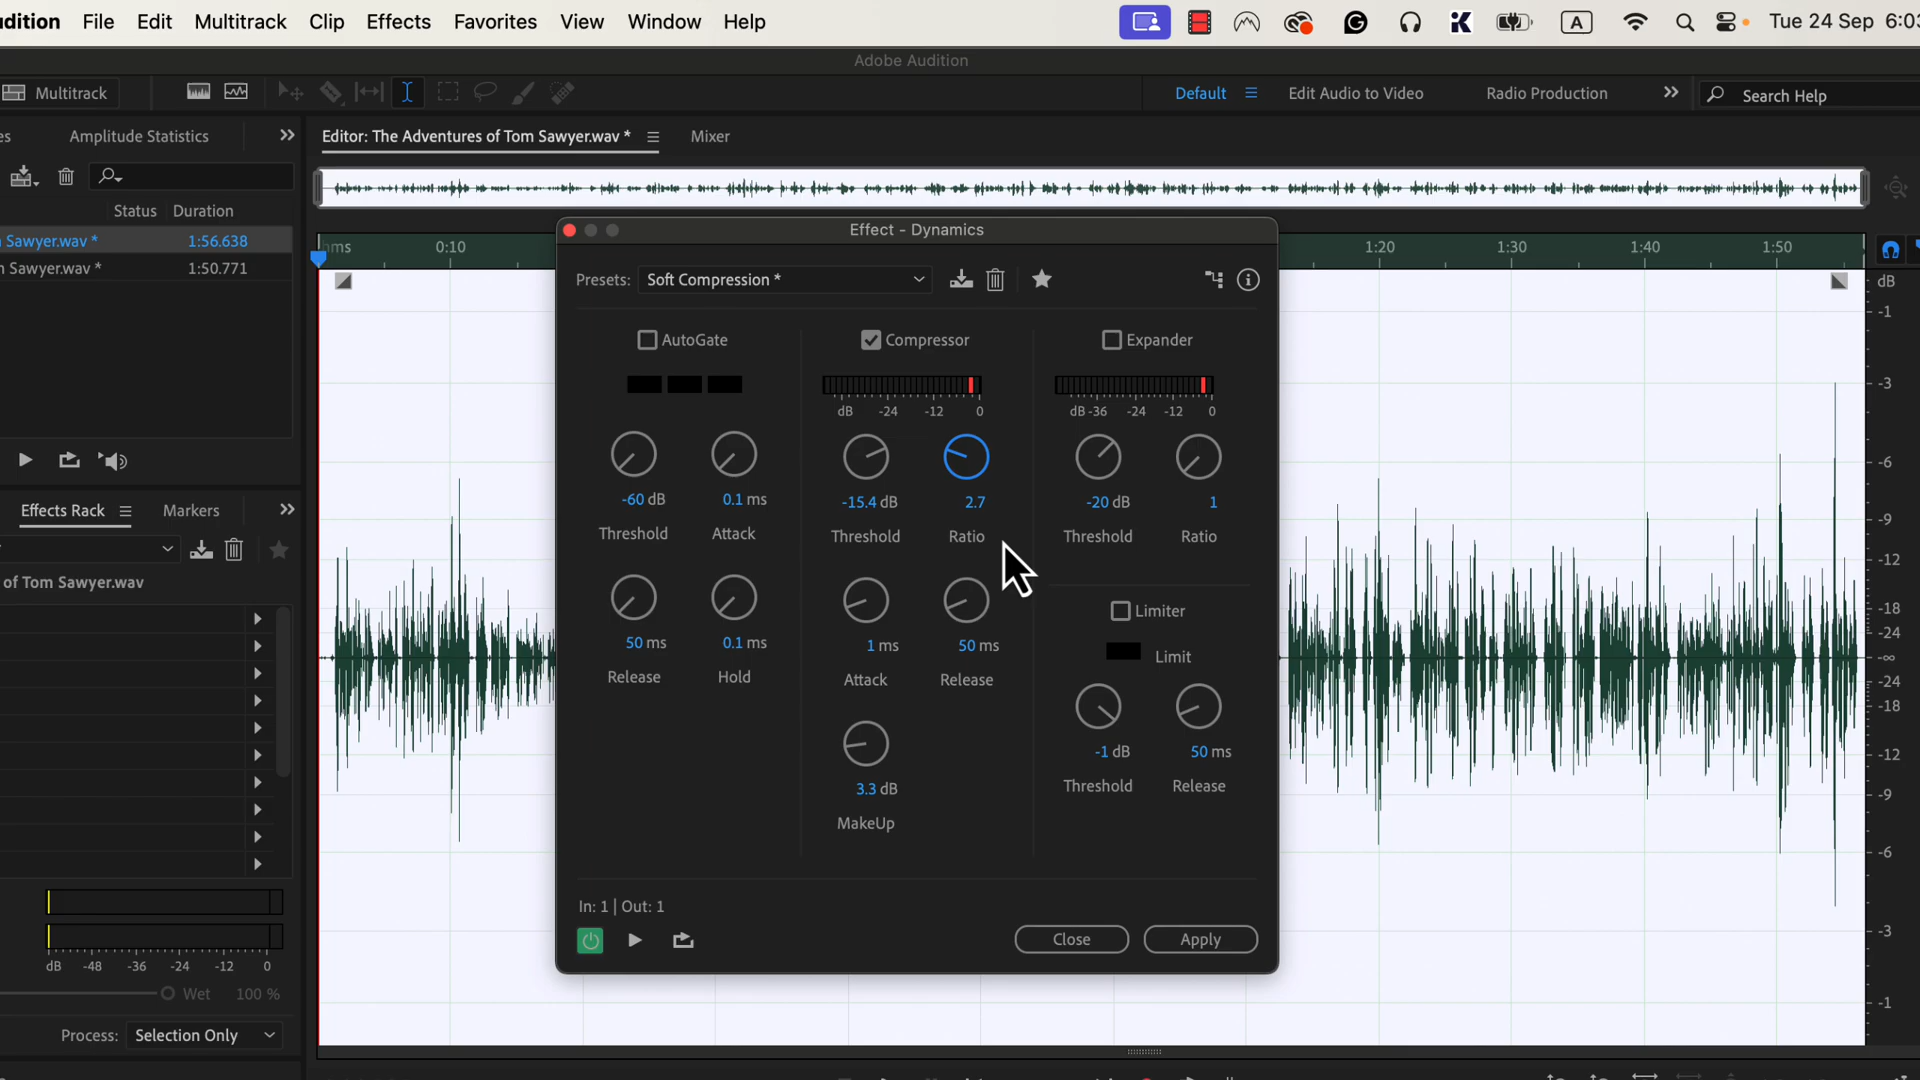 udition File Edit Multitrack Clip Effects Favorites View Window Help A Tue 24 Sep 6:03
Adobe Audition
Multitrack Default Edit Audio to Video Radio Production Search Help
es Amplitude Statistics Editor: The Adventures of Tom Sawyer.wav * Mixer
Status Duration
Sawyer.wav * 1:56.638
n Sawyer.wav * 1:50.771
hms 0:10 1:20 1:30 1:40 1:50
Effect - Dynamics
Presets: Soft Compression *
AutoGate Compressor Expander
dB -24 -12 0
dB -36 -24 -12 0
-60 dB 0.1 ms -15.4 dB 2.7 -20 dB 1
Threshold Attack Threshold Ratio Threshold Ratio
50 ms 0.1 ms 1 ms 50 ms
Release Hold Attack Release
Limiter
Limit
-1 dB 50 ms
Threshold Release
3.3 dB
MakeUp
In: 1 | Out: 1
Close Apply
dB
-1
-3
-6
-9
-12
-18
-24
-∞
-24
-18
-12
-9
-6
-3
-1
Effects Rack Markers
of Tom Sawyer.wav
dB -48 -36 -24 -12 0
Wet 100 %
Process: Selection Only